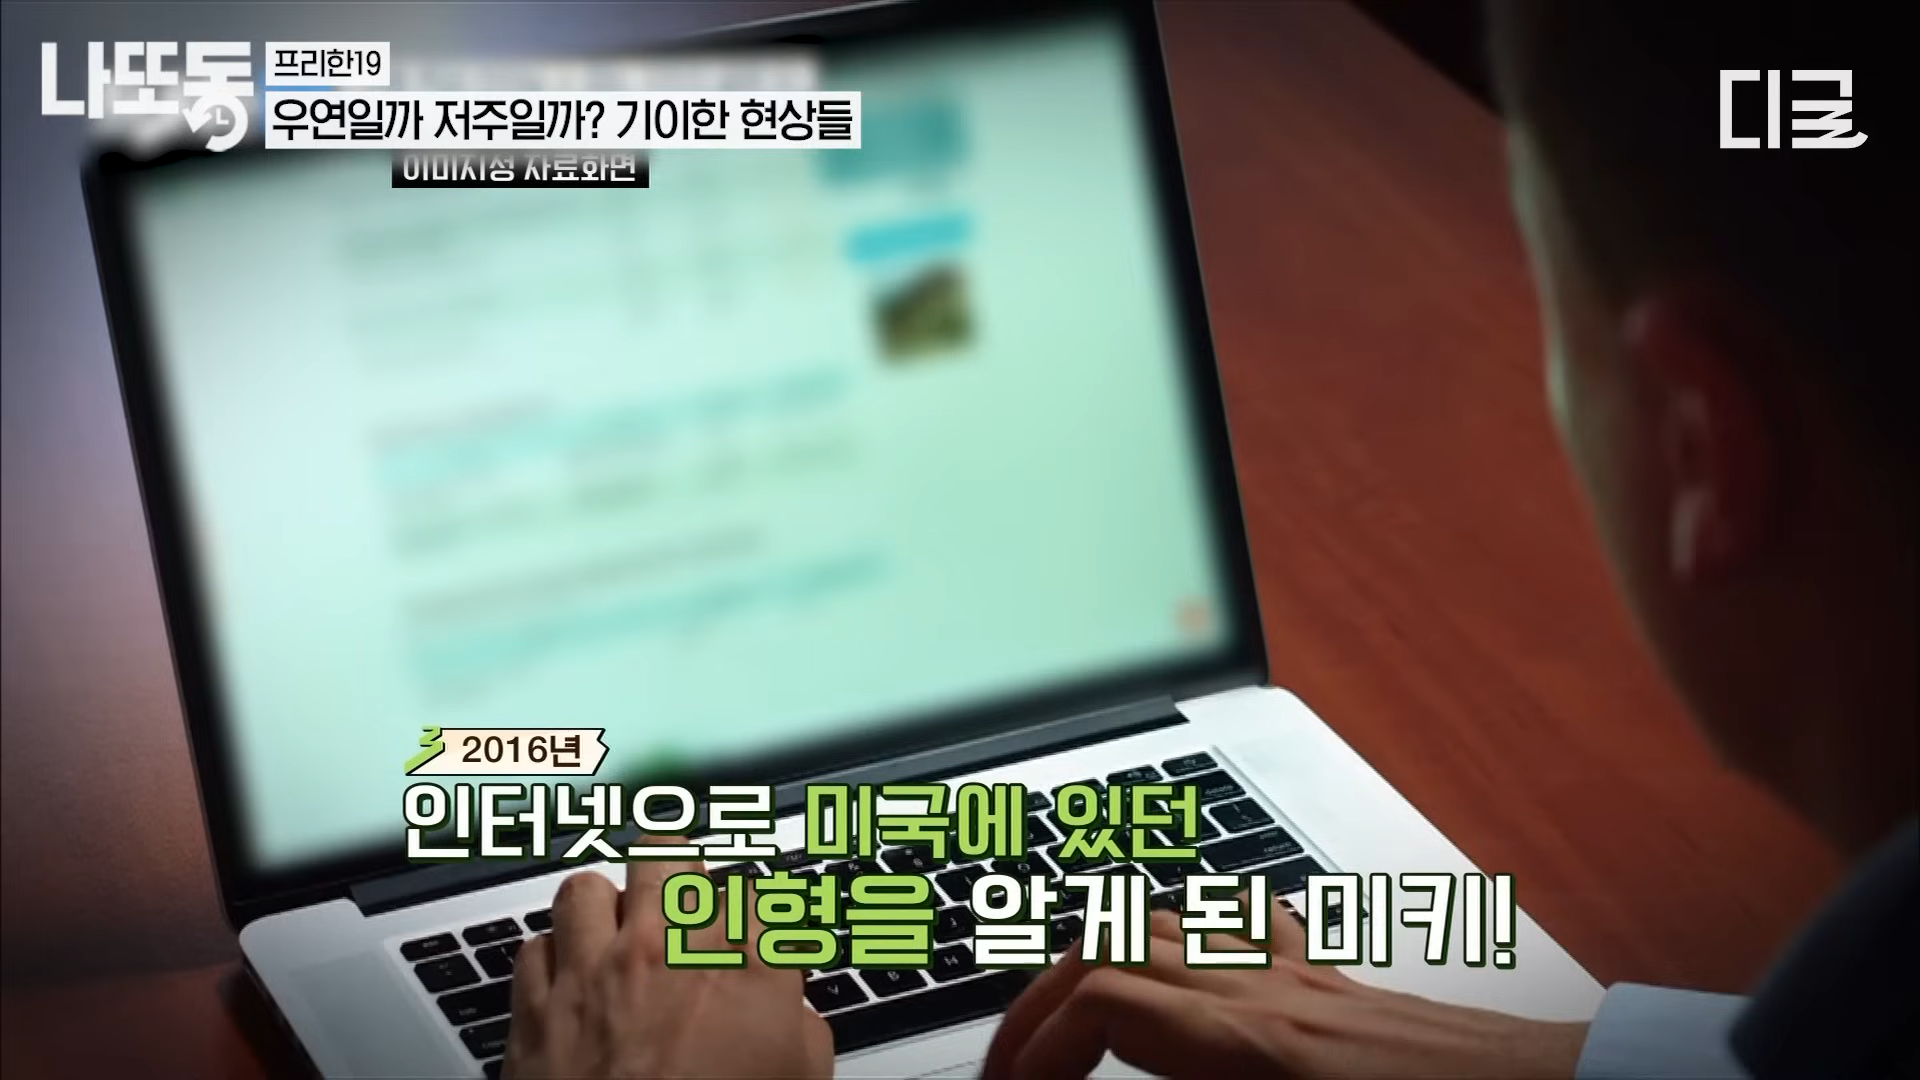 나또동
프리한19
우연일까 저주일까? 기이한 현상들
디글
이미지성 자료화면
2016년
인터넷으로 미국에 있던
인형을 알게 된 미키!